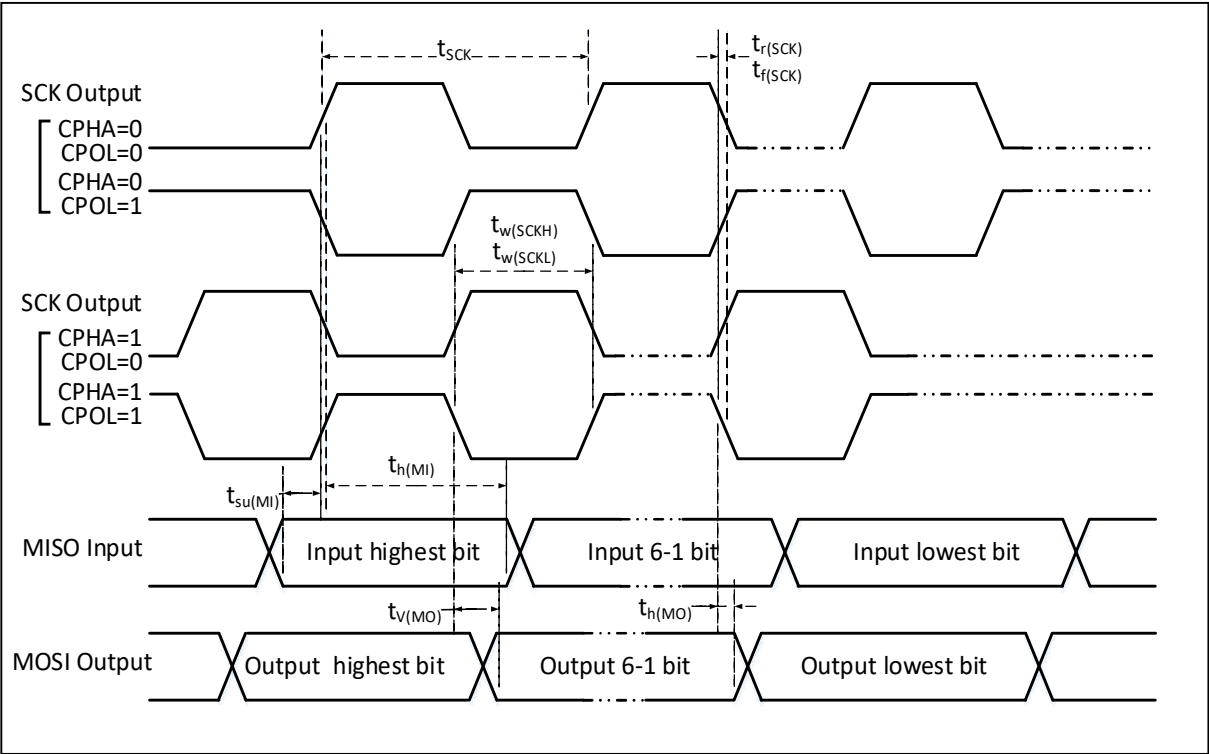 tSCK
tr(SCK)
tf(SCK)
SCK Output
CPHA=0
CPOL=0
CPHA=0
CPOL=1
tw(SCKH)
tw(SCKL)
SCK Output
CPHA=1
CPOL=0
CPHA=1
CPOL=1
th(MI)
tsu(MI)
MISO Input
Input highest bit
Input 6-1 bit
Input lowest bit
tV(MO)
th(MO)
MOSI Output
Output highest bit
Output 6-1 bit
Output lowest bit